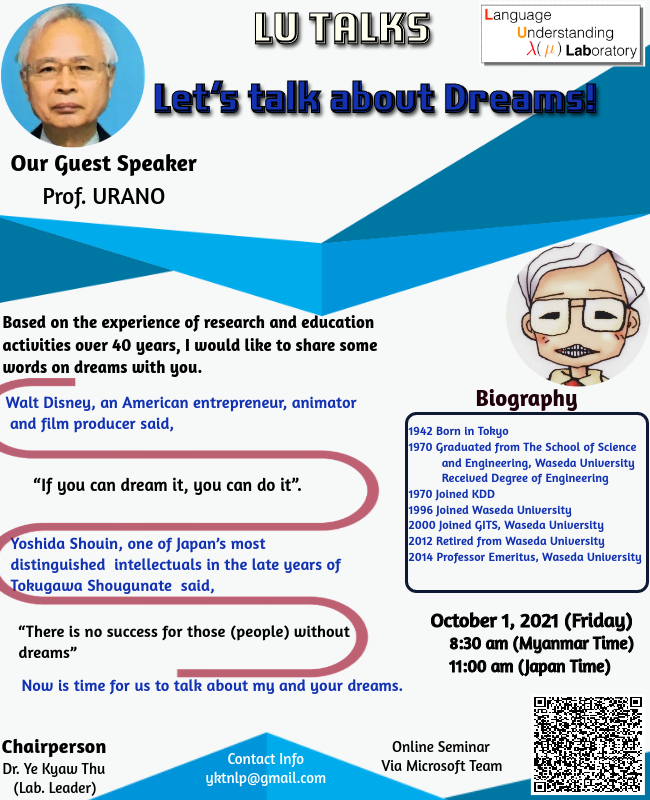 LU TALKS
Language
Understanding
λ(μ) Laboratory
Let's talk about Dreams!
Our Guest Speaker
Prof. URANO
Based on the experience of research and education
activities over 40 years, I would like to share some
words on dreams with you.
Walt Disney, an American entrepreneur, animator
and film producer said,
“If you can dream it, you can do it”.
Yoshida Shouin, one of Japan's most
distinguished intellectuals in the late years of
Tokugawa Shougunate said,
“There is no success for those (people) without
dreams”
Now is time for us to talk about my and your dreams.
Biography
1942 Born in Tokyo
1970 Graduated from The School of Science
and Engineering, Waseda University
Received Degree of Engineering
1970 Joined KDD
1996 Joined Waseda University
2000 Joined GITS, Waseda University
2012 Retired from Waseda University
2014 Professor Emeritus, Waseda University
October 1, 2021 (Friday)
8:30 am (Myanmar Time)
11:00 am (Japan Time)
Chairperson
Dr. Ye Kyaw Thu
(Lab. Leader)
Contact Info
yktnlp@gmail.com
Online Seminar
Via Microsoft Team